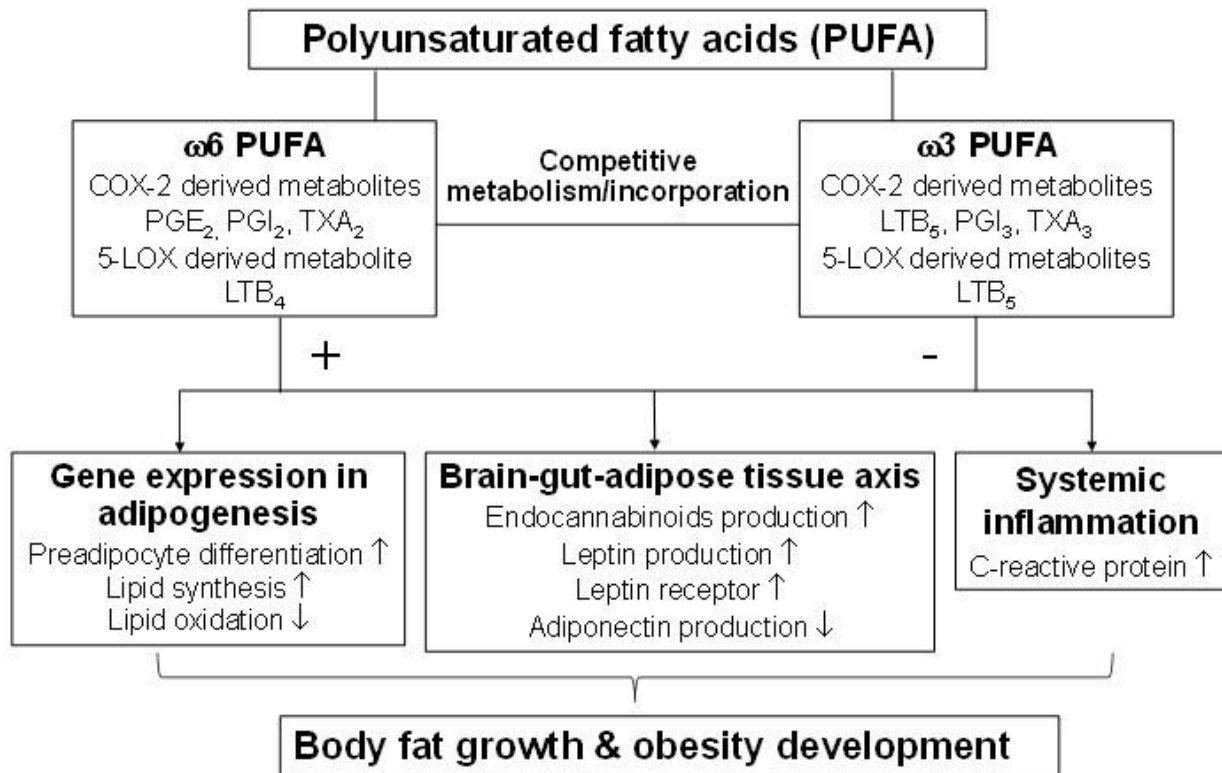 Polyunsaturated fatty acids (PUFA)
ω6 PUFA
COX-2 derived metabolites
PGE₂, PGI₂, TXA₂
5-LOX derived metabolite
LTB₄
Competitive
metabolism/incorporation
ω3 PUFA
COX-2 derived metabolites
LTB₅, PGI₃, TXA₃
5-LOX derived metabolites
LTB₅
+
-
Gene expression in
adipogenesis
Preadipocyte differentiation ↑
Lipid synthesis ↑
Lipid oxidation ↓
Brain-gut-adipose tissue axis
Endocannabinoids production ↑
Leptin production ↑
Leptin receptor ↑
Adiponectin production ↓
Systemic
inflammation
C-reactive protein ↑
Body fat growth & obesity development